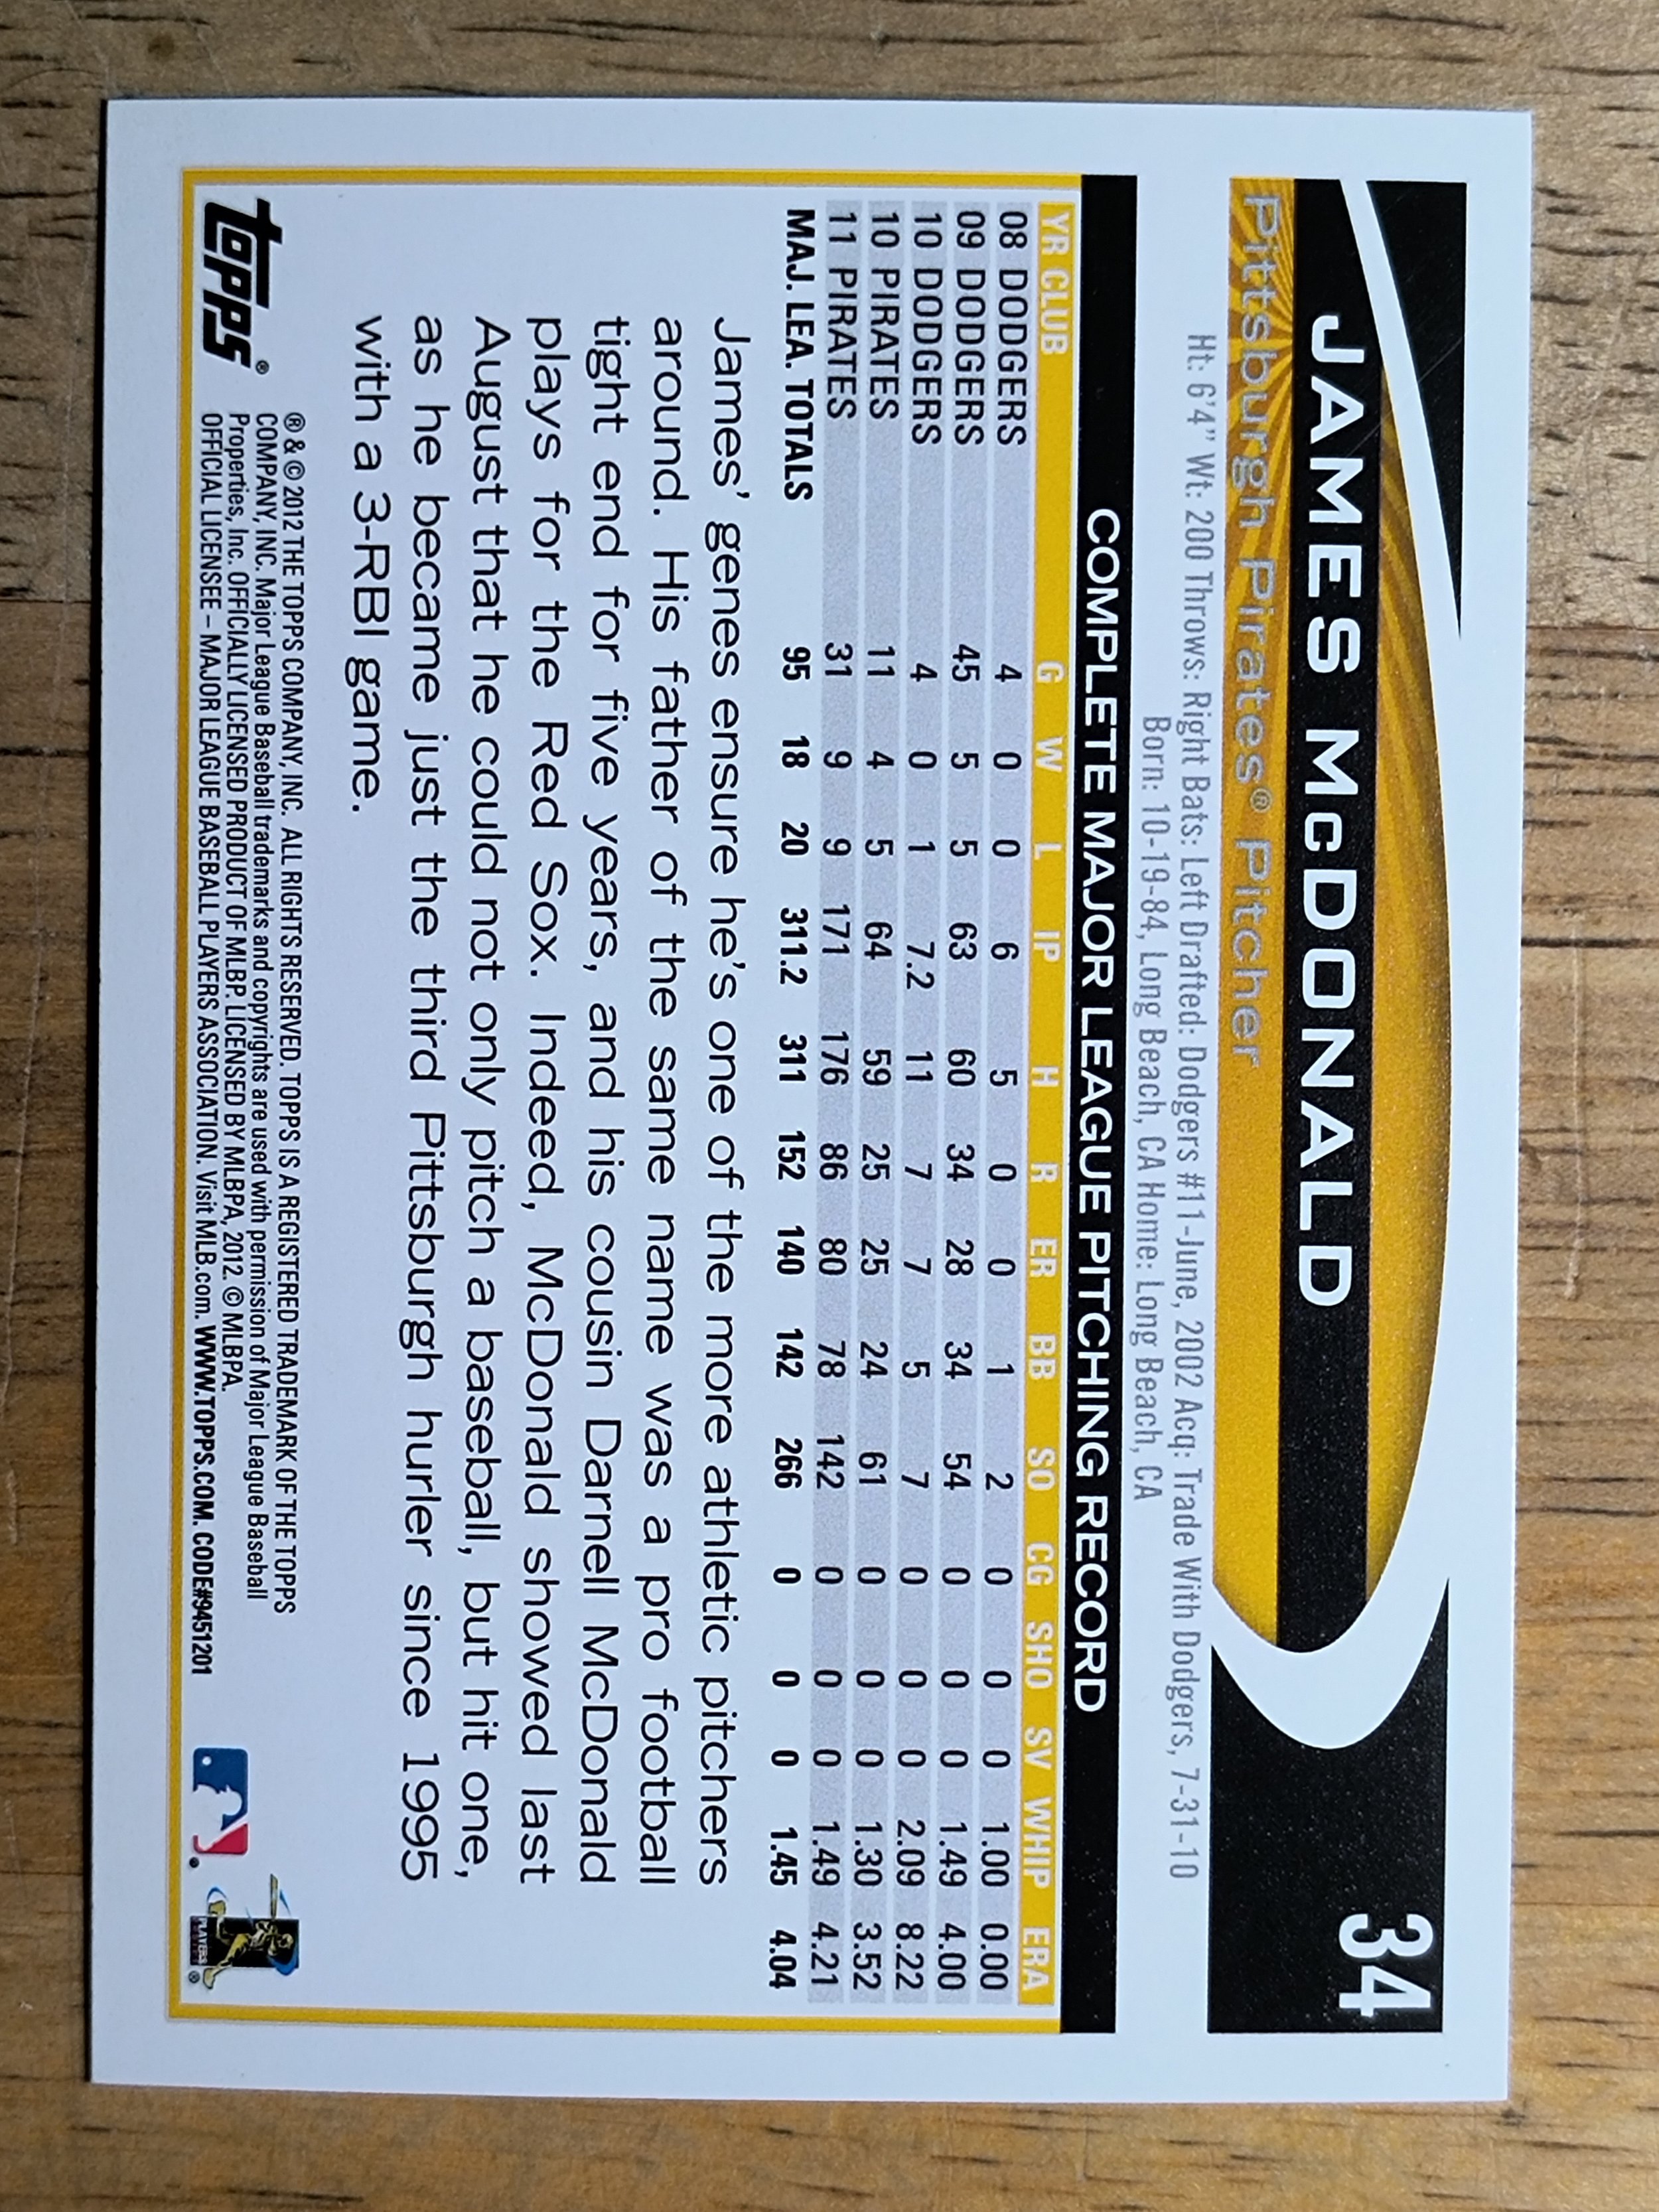 34
JAMES McDONALD
Pittsburgh Pirates® Pitcher
Ht: 6'4" Wt: 200 Throws: Right Bats: Left Drafted: Dodgers #11-June, 2002 Acq: Trade With Dodgers, 7-31-10
Born: 10-19-84, Long Beach, CA Home: Long Beach, CA
COMPLETE MAJOR LEAGUE PITCHING RECORD
YR CLUB G W L IP H R ER BB SO CG SHO SV WHIP ERA
08 DODGERS 4 0 0 6 5 0 0 1 2 0 0 0 1.00 0.00
09 DODGERS 45 5 5 63 60 34 28 34 54 0 0 0 1.49 4.00
10 DODGERS 4 0 1 7.2 11 7 7 5 7 0 0 0 2.09 8.22
10 PIRATES 11 4 5 64 59 25 25 24 61 0 0 0 1.30 3.52
11 PIRATES 31 9 9 171 176 86 80 78 142 0 0 0 1.49 4.21
MAJ. LEA. TOTALS 95 18 20 311.2 311 152 140 142 266 0 0 0 1.45 4.04
James' genes ensure he's one of the more athletic pitchers
around. His father of the same name was a pro football
tight end for five years, and his cousin Darnell McDonald
plays for the Red Sox. Indeed, McDonald showed last
August that he could not only pitch a baseball, but hit one,
as he became just the third Pittsburgh hurler since 1995
with a 3-RBI game.
topps®
® & © 2012 THE TOPPS COMPANY, INC. ALL RIGHTS RESERVED. TOPPS IS A REGISTERED TRADEMARK OF THE TOPPS
COMPANY, INC. Major League Baseball trademarks and copyrights are used with permission of Major League Baseball
Properties, Inc. OFFICIALLY LICENSED PRODUCT OF MLBP. LICENSED BY MLBPA, 2012. © MLBPA.
OFFICIAL LICENSEE – MAJOR LEAGUE BASEBALL PLAYERS ASSOCIATION. Visit MLB.com. WWW.TOPPS.COM. CODE#9451201
PLAYERS